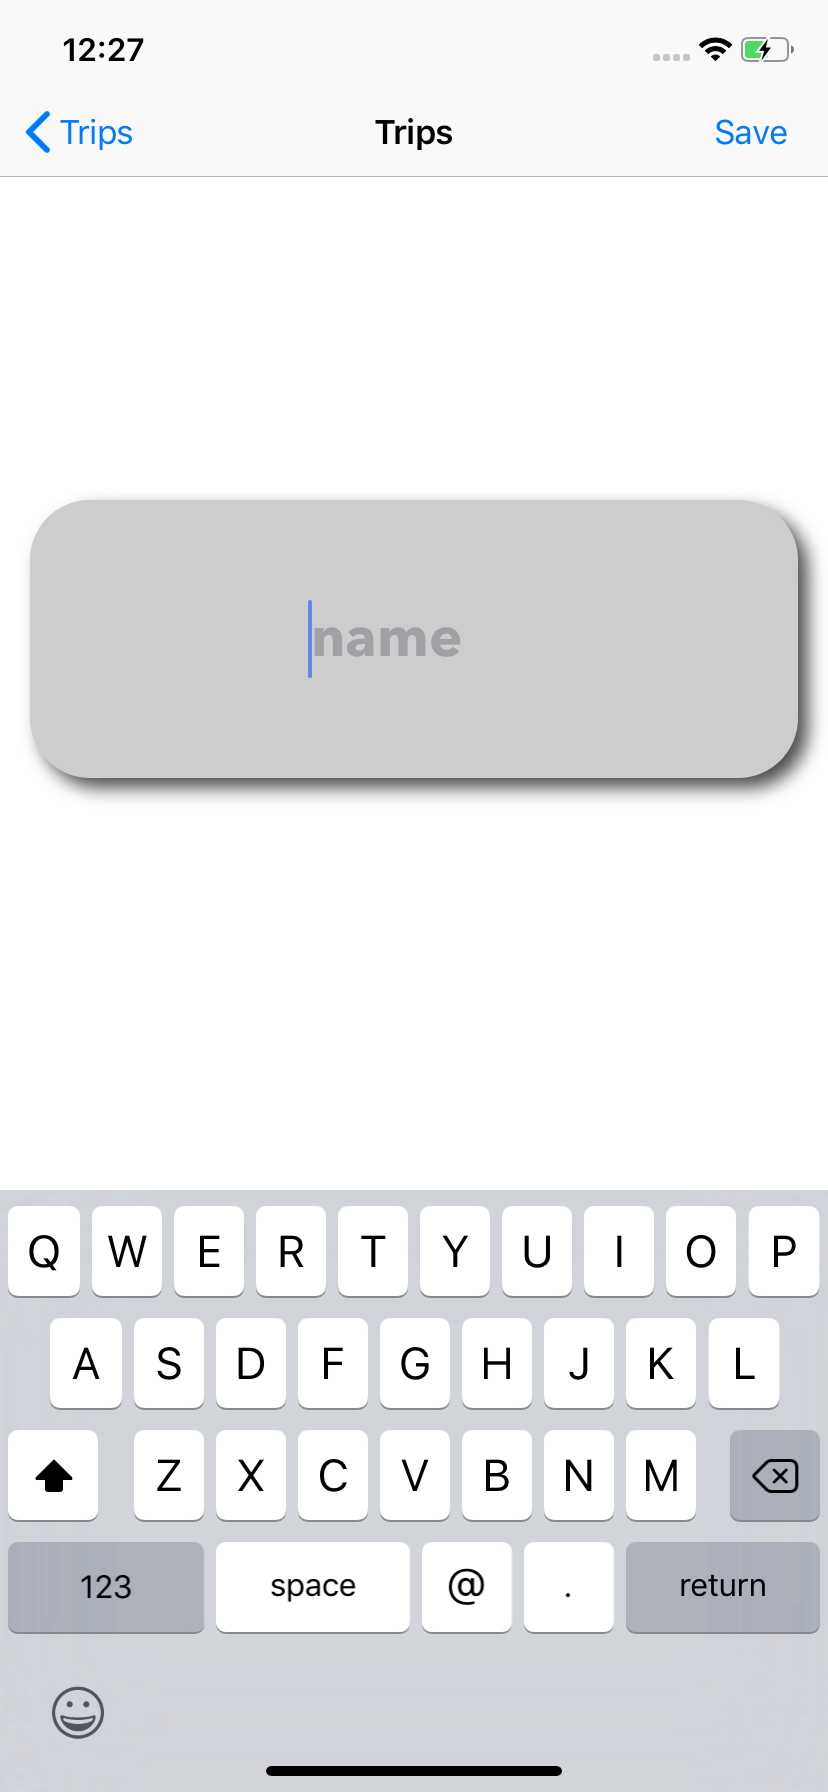 12:27
Trips Trips Save
name
Q W E R T Y U I O P
A S D F G H J K L
Z X C V B N M
123 space @ . return